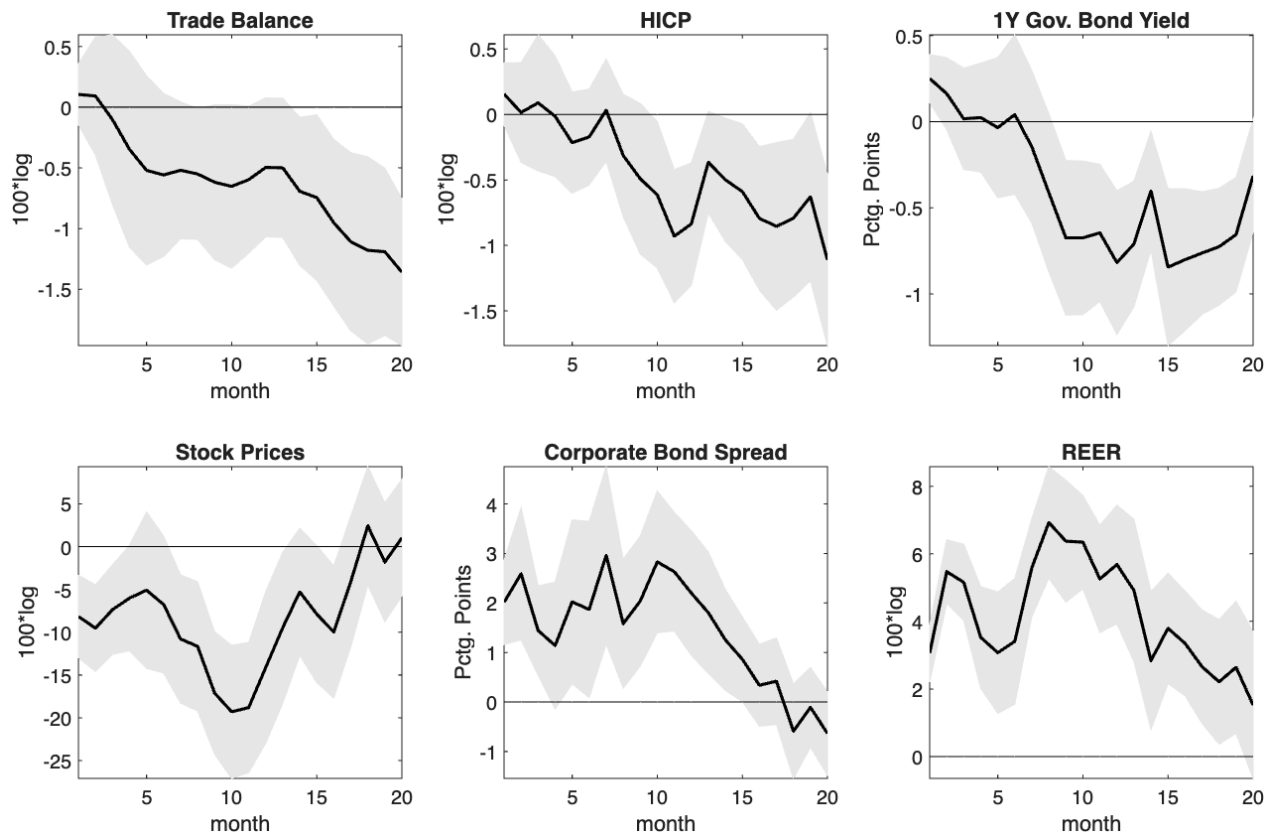 Trade Balance
0.5
0
-0.5
-1
-1.5
100*log
5 10 15 20
month
HICP
0.5
0
-0.5
-1
-1.5
100*log
5 10 15 20
month
1Y Gov. Bond Yield
0.5
0
-0.5
-1
Pctg. Points
5 10 15 20
month
Stock Prices
5
0
-5
-10
-15
-20
-25
100*log
5 10 15 20
month
Corporate Bond Spread
4
3
2
1
0
-1
Pctg. Points
5 10 15 20
month
REER
8
6
4
2
0
100*log
5 10 15 20
month